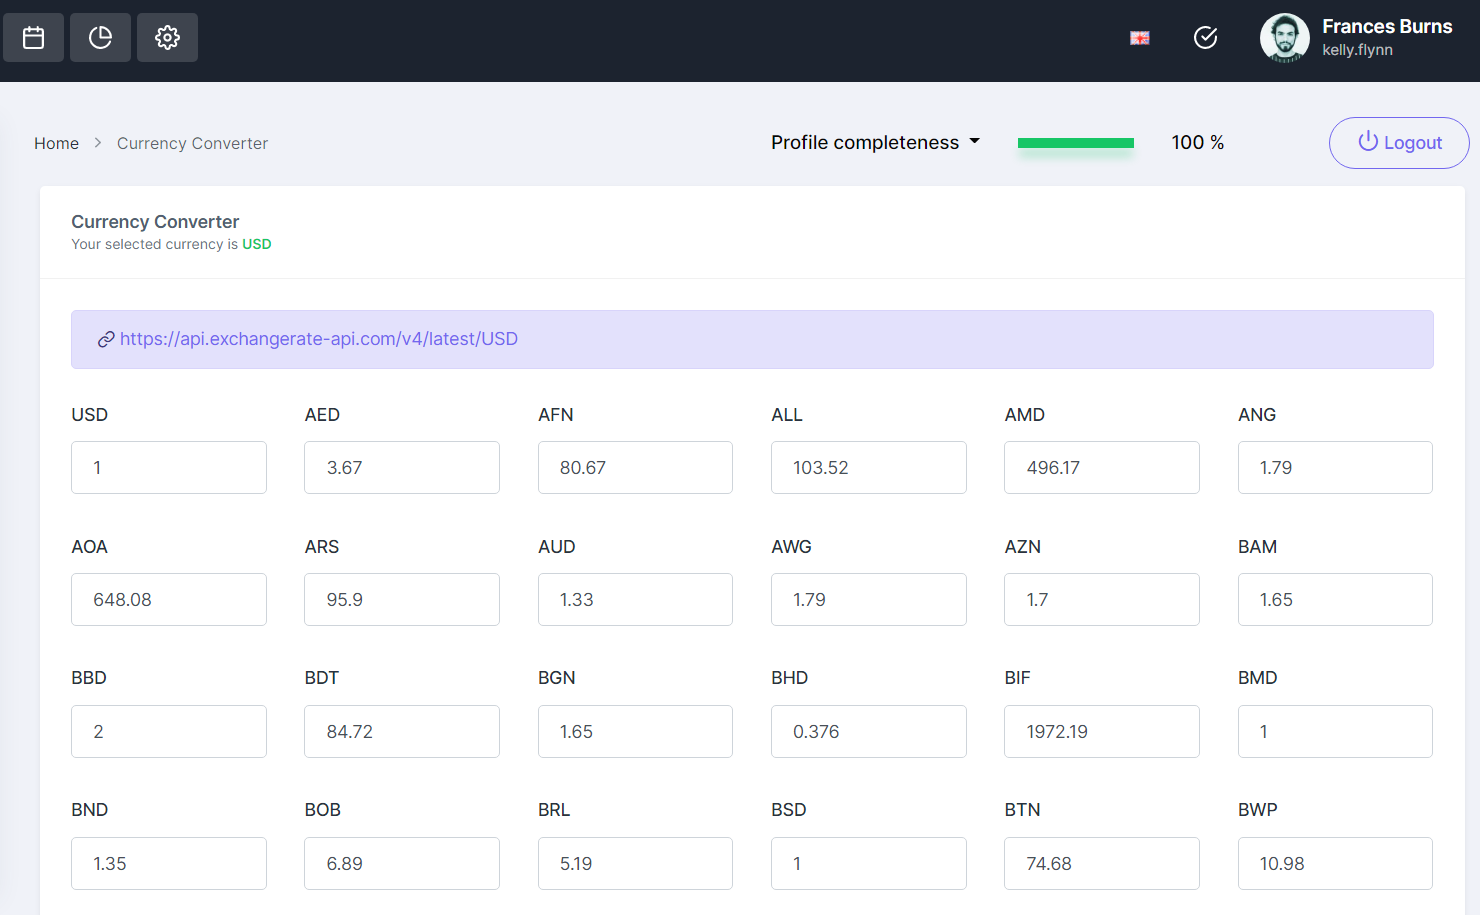 Frances Burns
kelly.flynn
Home > Currency Converter
Profile completeness
100 %
Logout
Currency Converter
Your selected currency is USD
https://api.exchangerate-api.com/v4/latest/USD
USD AED AFN ALL AMD ANG
1 3.67 80.67 103.52 496.17 1.79
AOA ARS AUD AWG AZN BAM
648.08 95.9 1.33 1.79 1.7 1.65
BBD BDT BGN BHD BIF BMD
2 84.72 1.65 0.376 1972.19 1
BND BOB BRL BSD BTN BWP
1.35 6.89 5.19 1 74.68 10.98